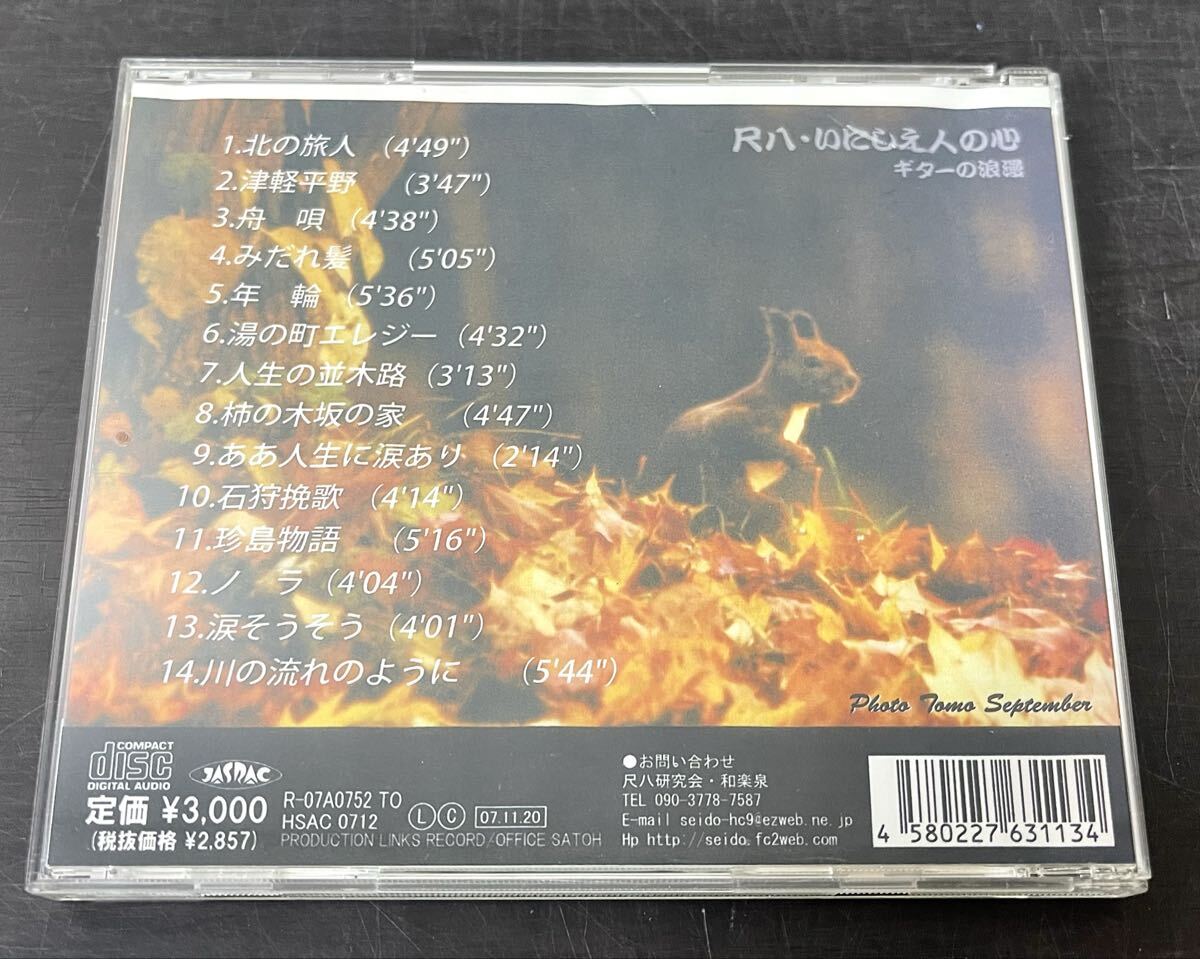 尺八・いにしえ人の心
ギターの浪漫
1.北の旅人 (4'49")
2.津軽平野 (3'47")
3.舟 唄 (4'38")
4.みだれ髪 (5'05")
5.年 輪 (5'36")
6.湯の町エレジー (4'32")
7.人生の並木路 (3'13")
8.柿の木坂の家 (4'47")
9.ああ人生に涙あり (2'14")
10.石狩挽歌 (4'14")
11.珍島物語 (5'16")
12.ノ ラ (4'04")
13.涙そうそう (4'01")
14.川の流れのように (5'44")
Photo Tomo September
COMPACT
disc
DIGITAL AUDIO
JASRAC
定価 ¥3,000
(税抜価格 ¥2,857)
R-07A0752 TO
HSAC 0712
L C 07.11.20
PRODUCTION LINKS RECORD/OFFICE SATOH
●お問い合わせ
尺八研究会・和楽泉
TEL 090-3778-7587
E-mail seido-hc9@ezweb.ne.jp
Hp http://seido.fc2web.com
4 580227 631134